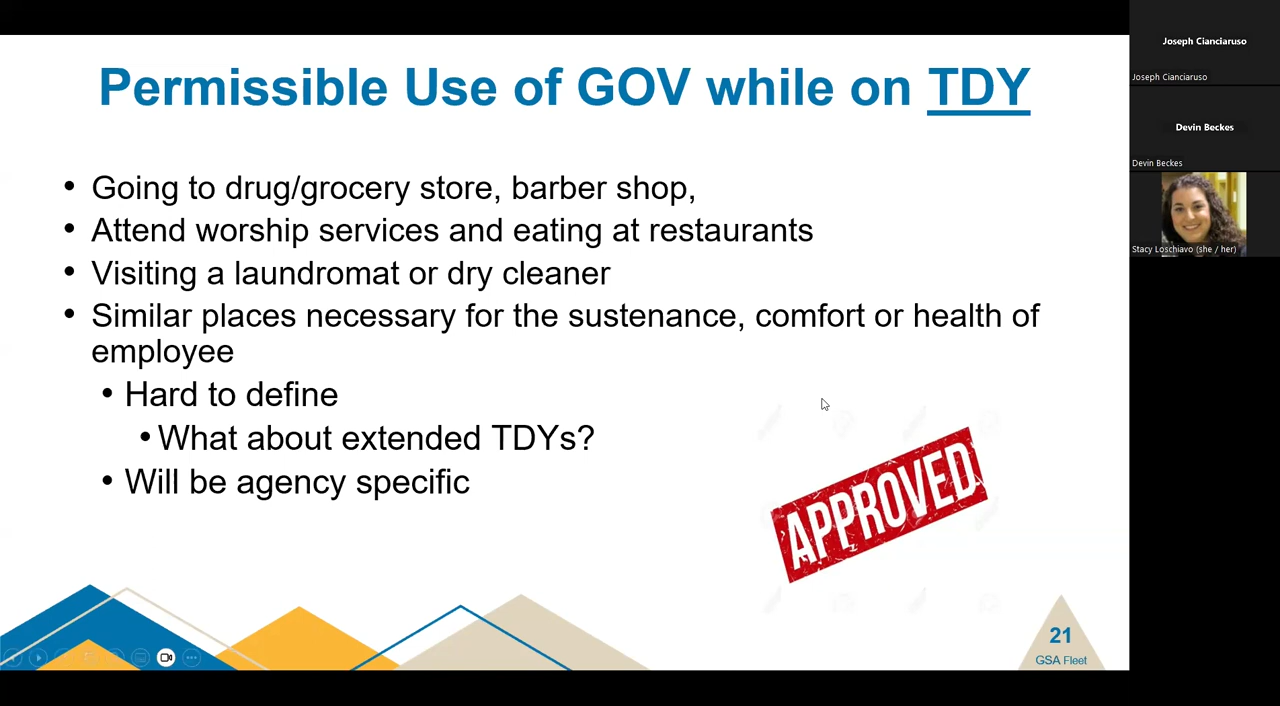 Permissible Use of GOV while on TDY
• Going to drug/grocery store, barber shop,
• Attend worship services and eating at restaurants
• Visiting a laundromat or dry cleaner
• Similar places necessary for the sustenance, comfort or health of
employee
• Hard to define
• What about extended TDYs?
• Will be agency specific
APPROVED
21
GSA Fleet
Joseph Cianciaruso
Joseph Cianciaruso
Devin Beckes
Devin Beckes
Stacy Loschiavo (she / her)